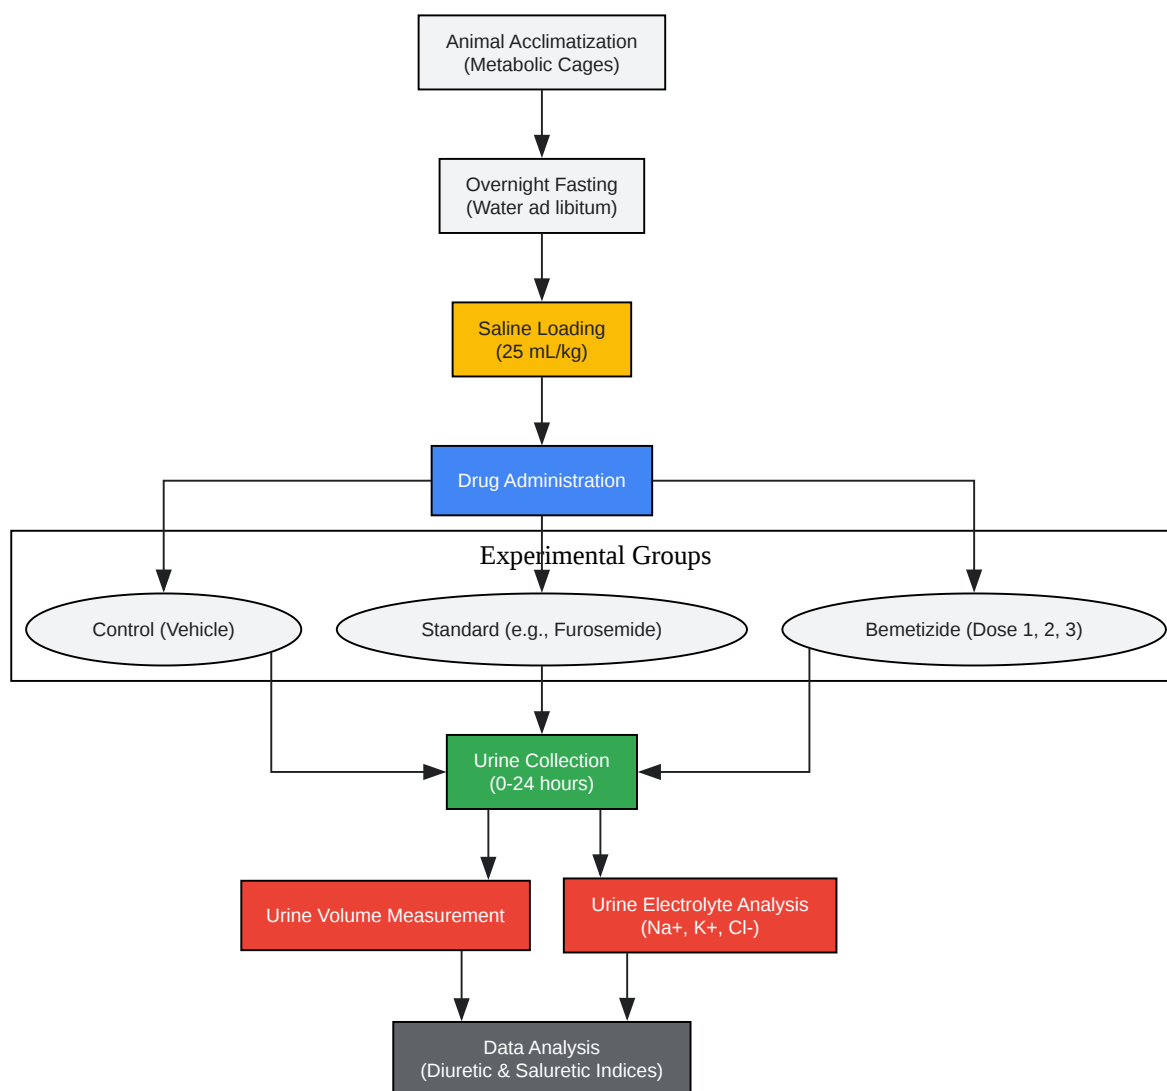 Animal Acclimatization
(Metabolic Cages)
Overnight Fasting
(Water ad libitum)
Saline Loading
(25 mL/kg)
Drug Administration
Experimental Groups
Control (Vehicle)
Standard (e.g., Furosemide)
Bemetizide (Dose 1, 2, 3)
Urine Collection
(0-24 hours)
Urine Volume Measurement
Urine Electrolyte Analysis
(Na+, K+, Cl-)
Data Analysis
(Diuretic & Saluretic Indices)